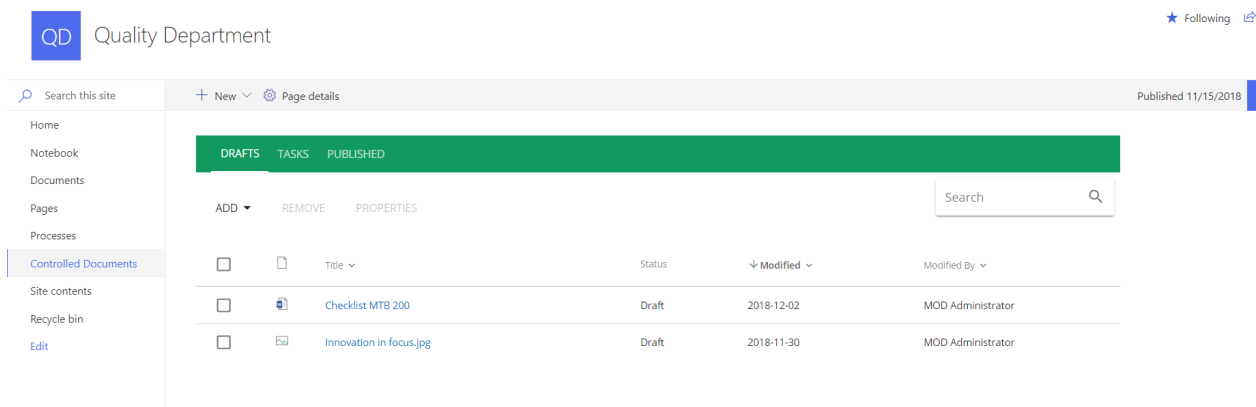 Following
QD Quality Department
Search this site
New Page details Published 11/15/2018
Home
Notebook
Documents
Pages
Processes
Controlled Documents
Site contents
Recycle bin
Edit
DRAFTS TASKS PUBLISHED
ADD REMOVE PROPERTIES Search
Title Status Modified Modified By
Checklist MTB 200 Draft 2018-12-02 MOD Administrator
Innovation in focus.jpg Draft 2018-11-30 MOD Administrator